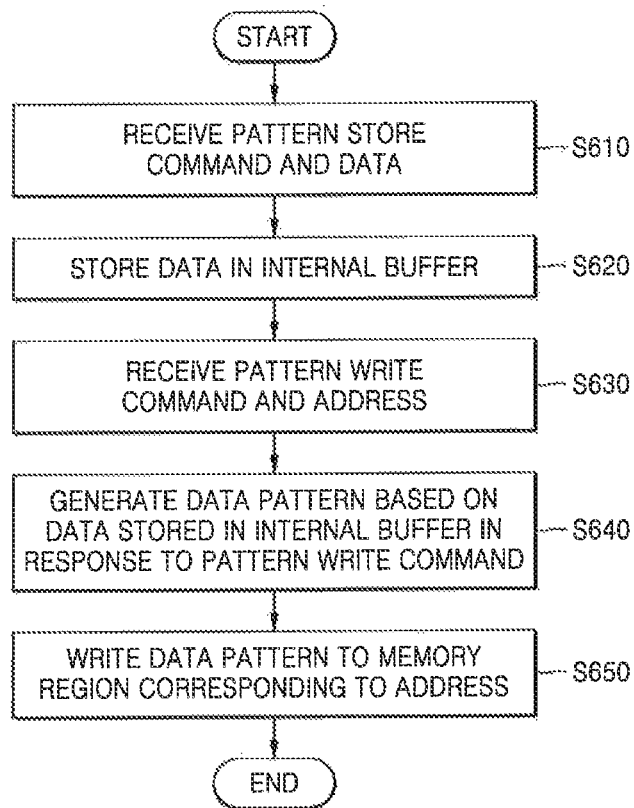 START
RECEIVE PATTERN STORE
COMMAND AND DATA
S610
STORE DATA IN INTERNAL BUFFER
S620
RECEIVE PATTERN WRITE
COMMAND AND ADDRESS
S630
GENERATE DATA PATTERN BASED ON
DATA STORED IN INTERNAL BUFFER IN
RESPONSE TO PATTERN WRITE COMMAND
S640
WRITE DATA PATTERN TO MEMORY
REGION CORRESPONDING TO ADDRESS
S650
END